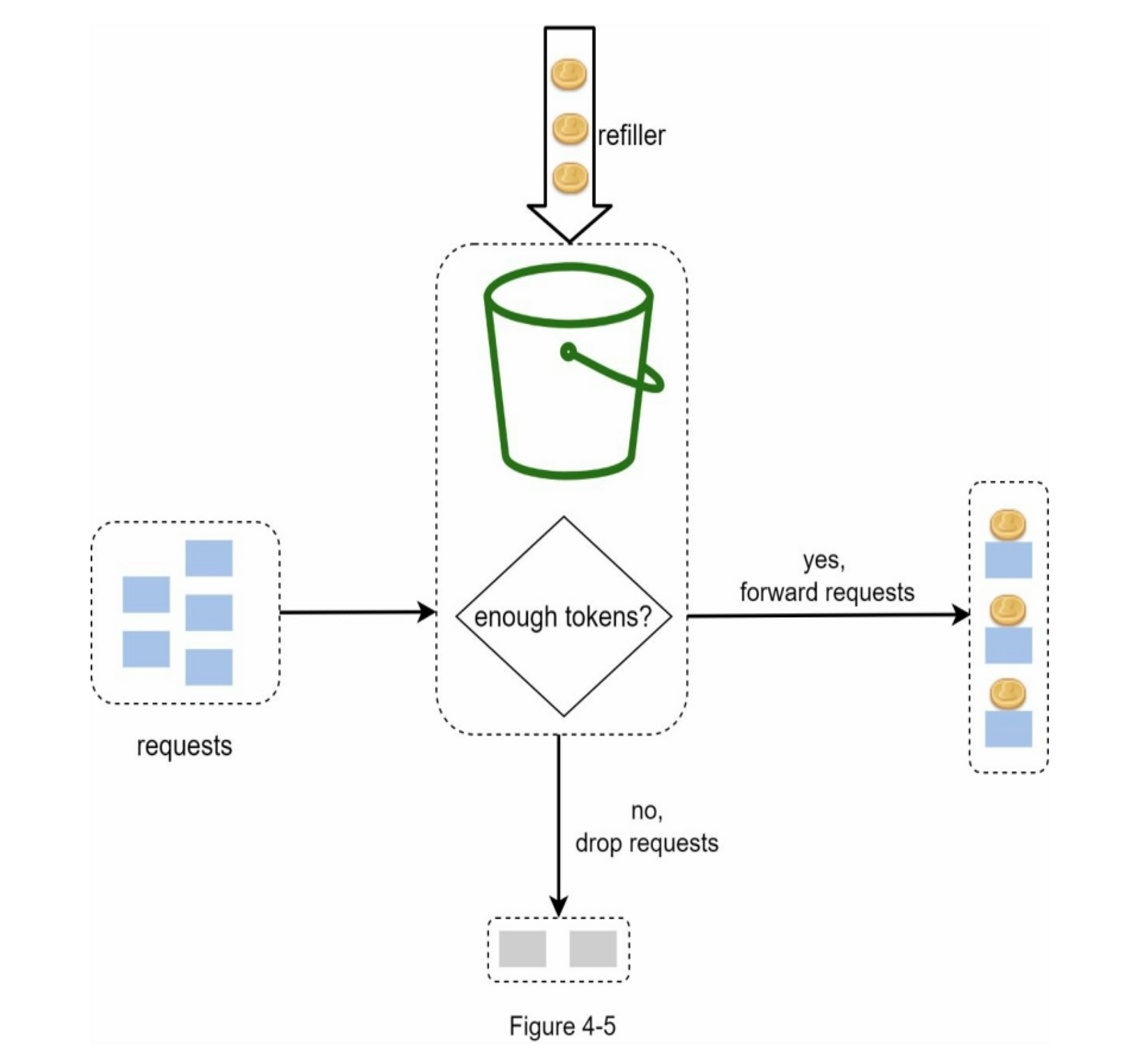 refiller
enough tokens?
yes,
forward requests
requests
no,
drop requests
Figure 4-5